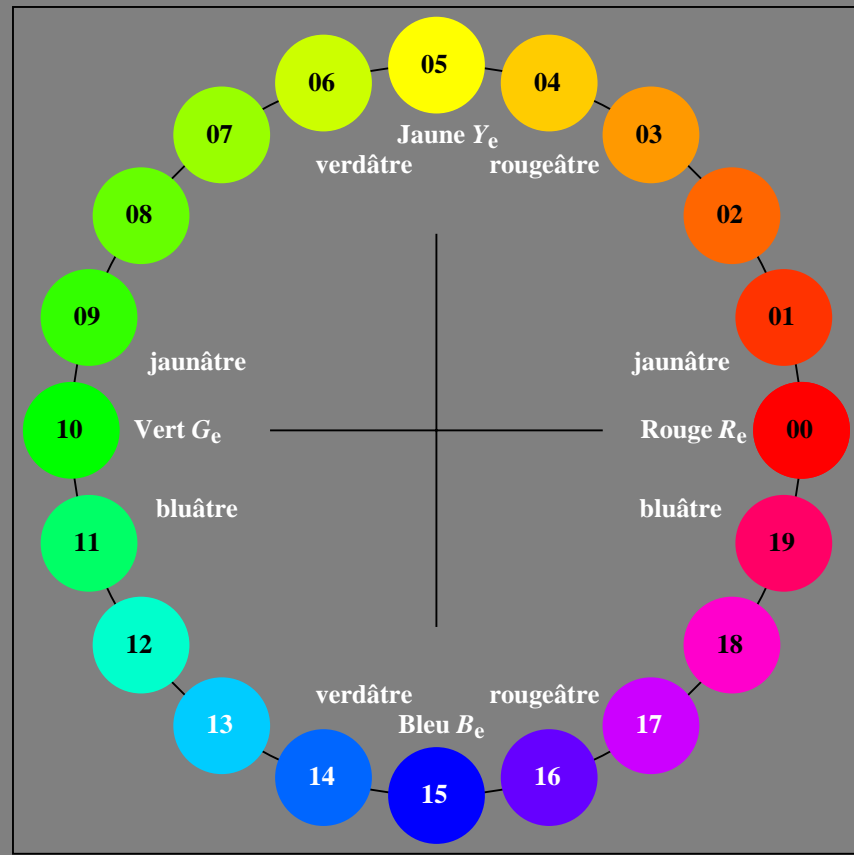 05
06 04
07 03
Jaune Yₑ
verdâtre rougeâtre
08 02
09 01
jaunâtre jaunâtre
10 Vert Gₑ Rouge Rₑ 00
bluâtre bluâtre
11 19
12 18
verdâtre rougeâtre
13 Bleu Bₑ 17
14 16
15